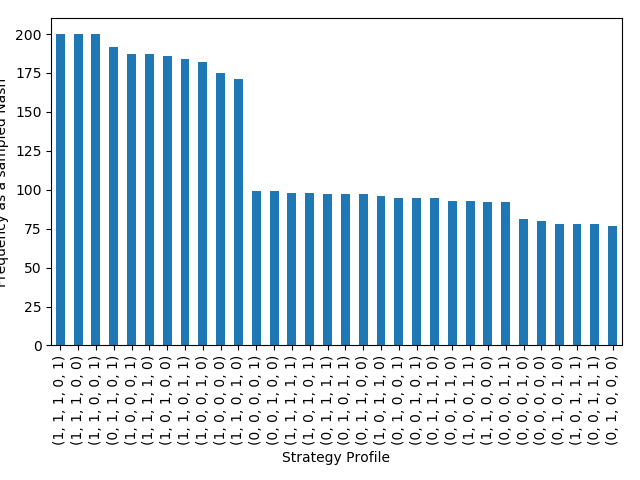 Frequency as a sampled Nash
200
175
150
125
100
75
50
25
0
(1, 1, 1, 0, 1)
(1, 1, 1, 0, 0)
(1, 1, 0, 0, 1)
(0, 1, 1, 0, 1)
(1, 0, 0, 0, 1)
(1, 1, 1, 1, 0)
(1, 0, 1, 0, 0)
(1, 1, 0, 1, 1)
(1, 0, 0, 1, 0)
(1, 0, 0, 0, 0)
(1, 1, 0, 1, 0)
(0, 0, 0, 0, 1)
(0, 0, 1, 0, 0)
(1, 1, 1, 1, 1)
(0, 1, 0, 1, 1)
(0, 1, 1, 1, 1)
(0, 1, 1, 0, 0)
(1, 0, 1, 1, 0)
(0, 1, 0, 0, 1)
(0, 0, 1, 0, 1)
(0, 1, 1, 1, 0)
(0, 0, 1, 1, 0)
(0, 0, 0, 1, 1)
(1, 1, 0, 0, 0)
(1, 0, 0, 1, 1)
(0, 0, 0, 1, 0)
(0, 0, 0, 0, 0)
(0, 1, 0, 1, 0)
(1, 0, 1, 1, 1)
(0, 0, 1, 1, 1)
(0, 1, 0, 0, 0)
Strategy Profile